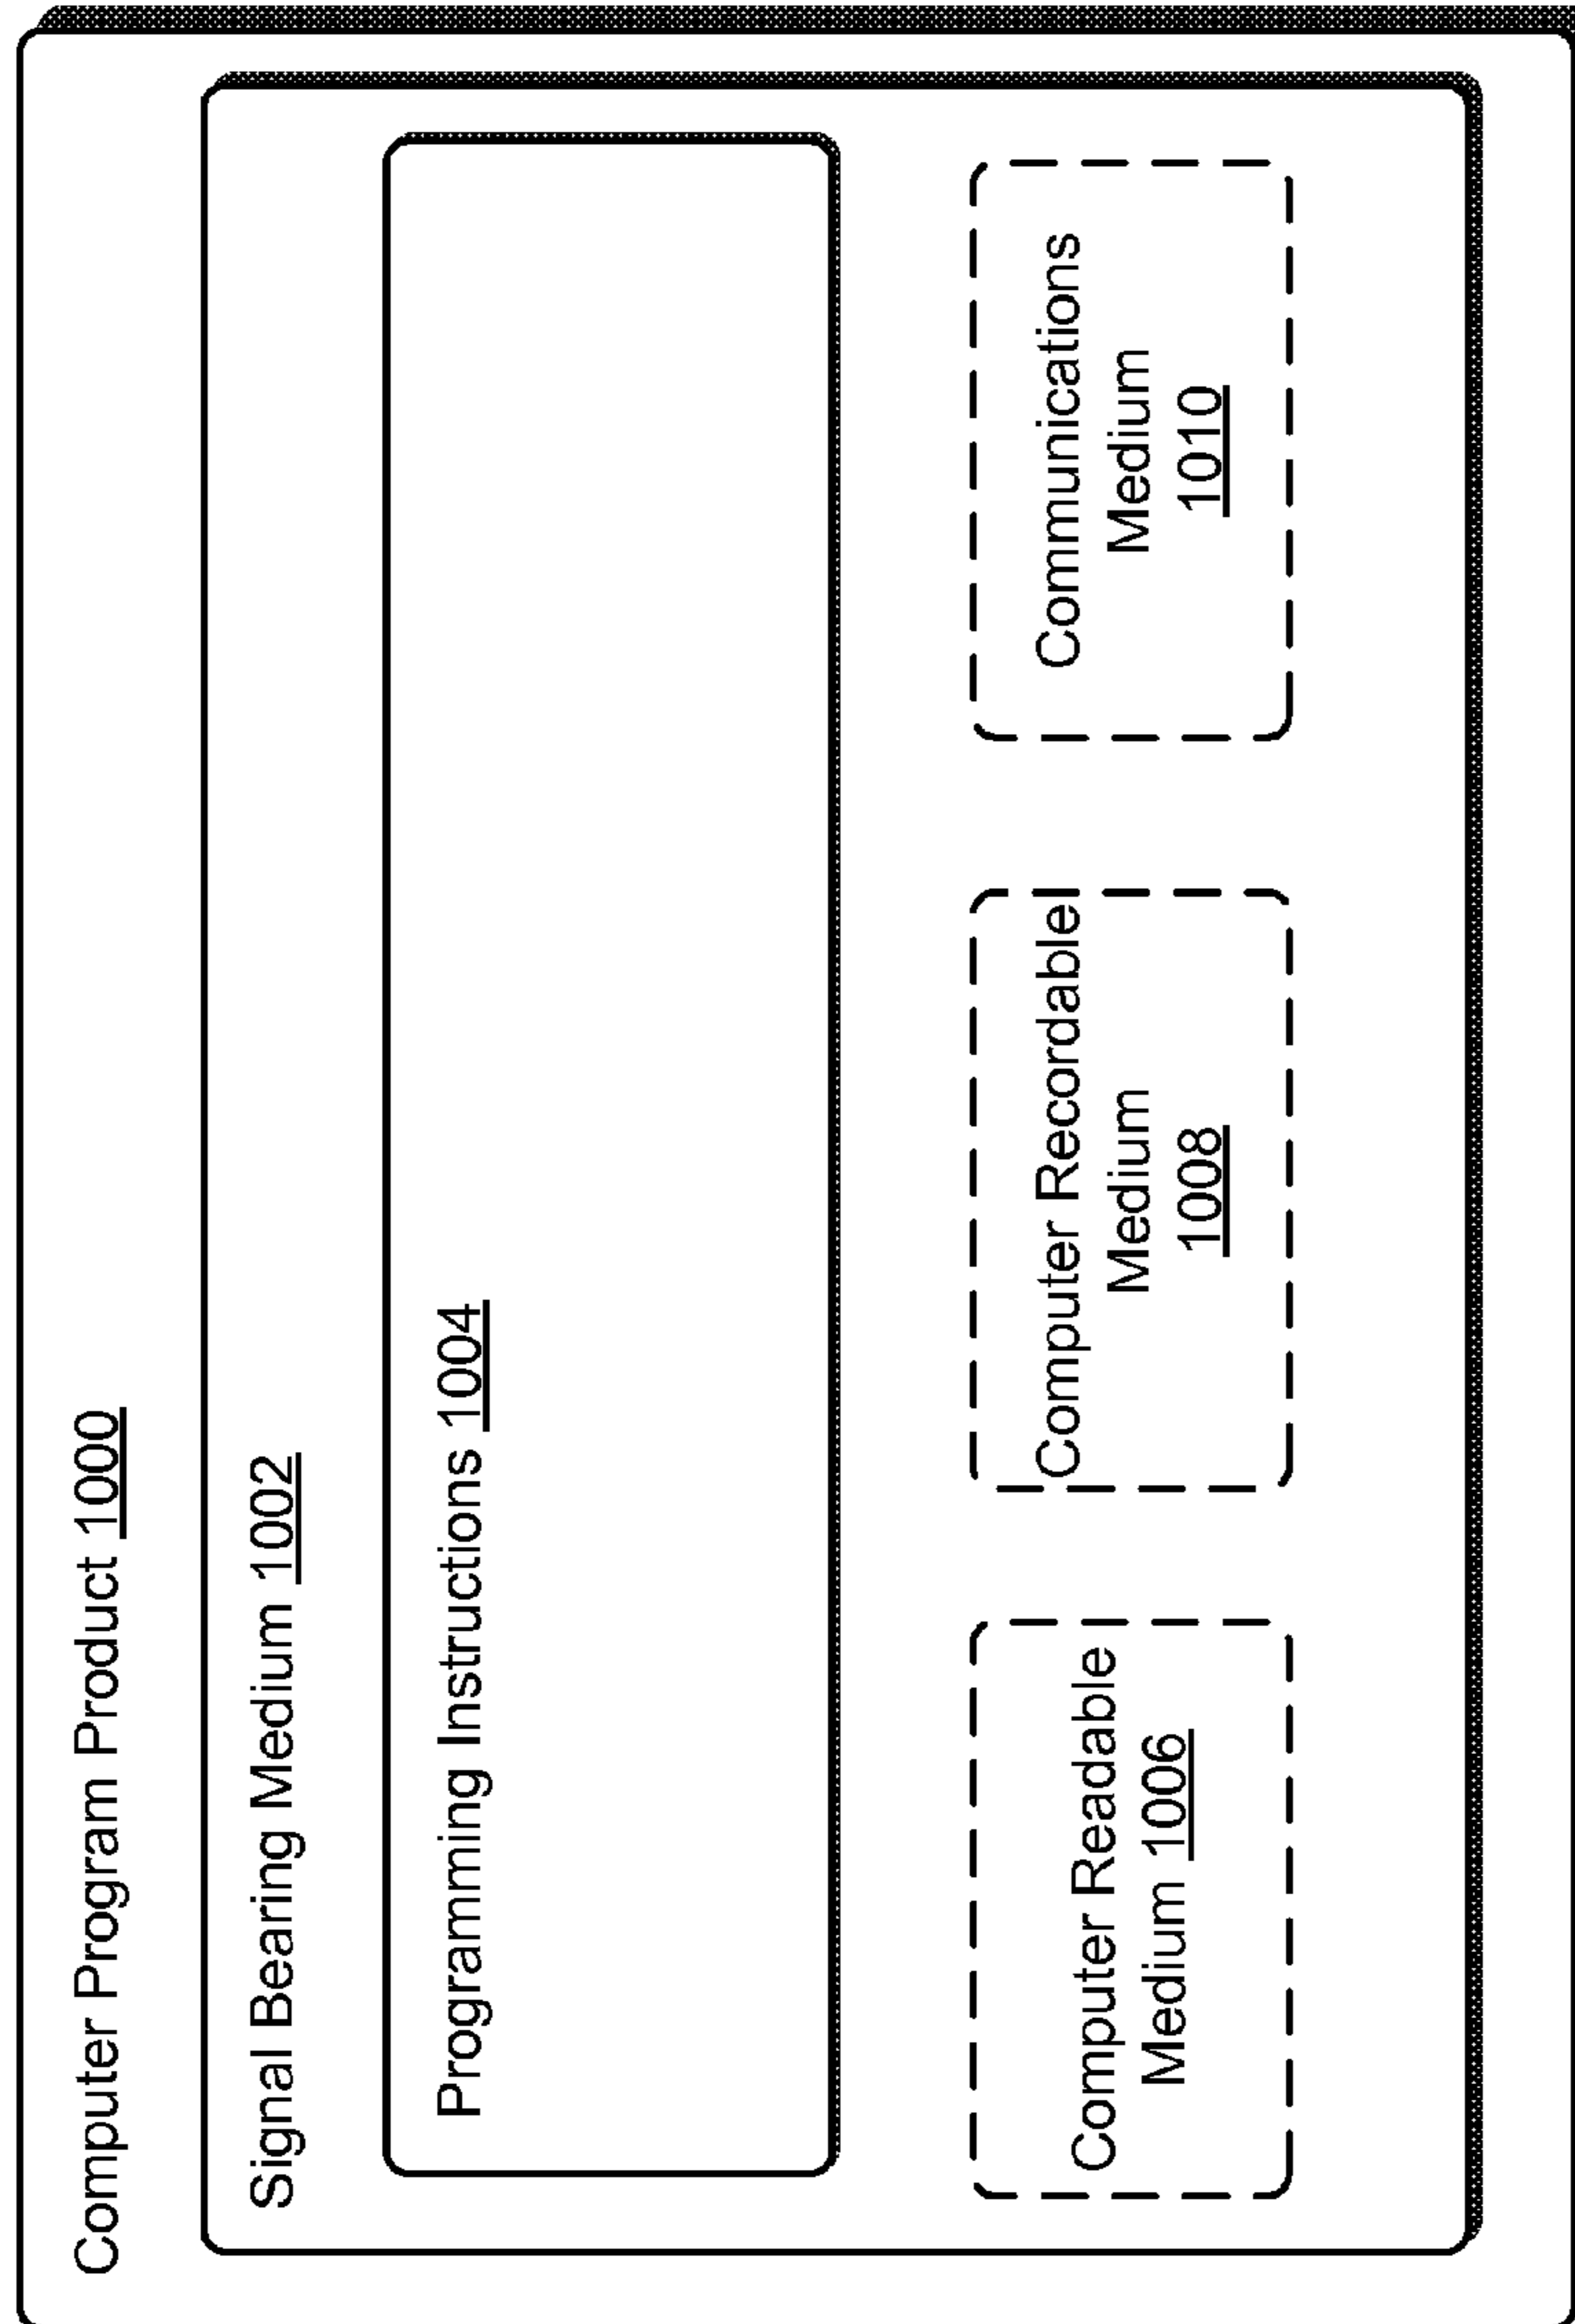 Computer Program Product 1000
Signal Bearing Medium 1002
Programming Instructions 1004
Computer Readable
Medium 1006
Computer Recordable
Medium
1008
Communications
Medium
1010